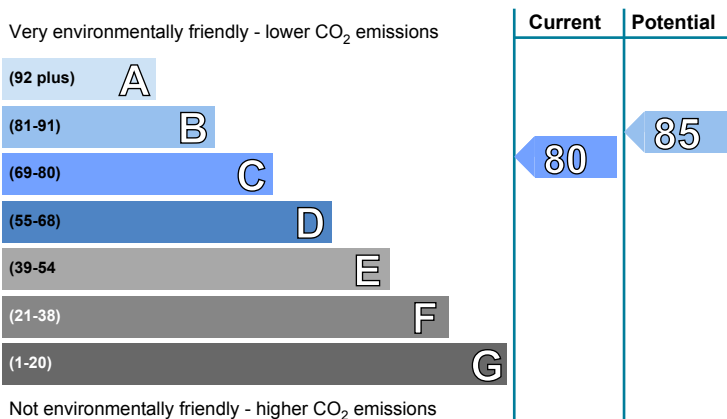 Current Potential
Very environmentally friendly - lower CO₂ emissions
(92 plus) A
(81-91) B
(69-80) C
(55-68) D
(39-54 E
(21-38) F
(1-20) G
80
85
Not environmentally friendly - higher CO₂ emissions